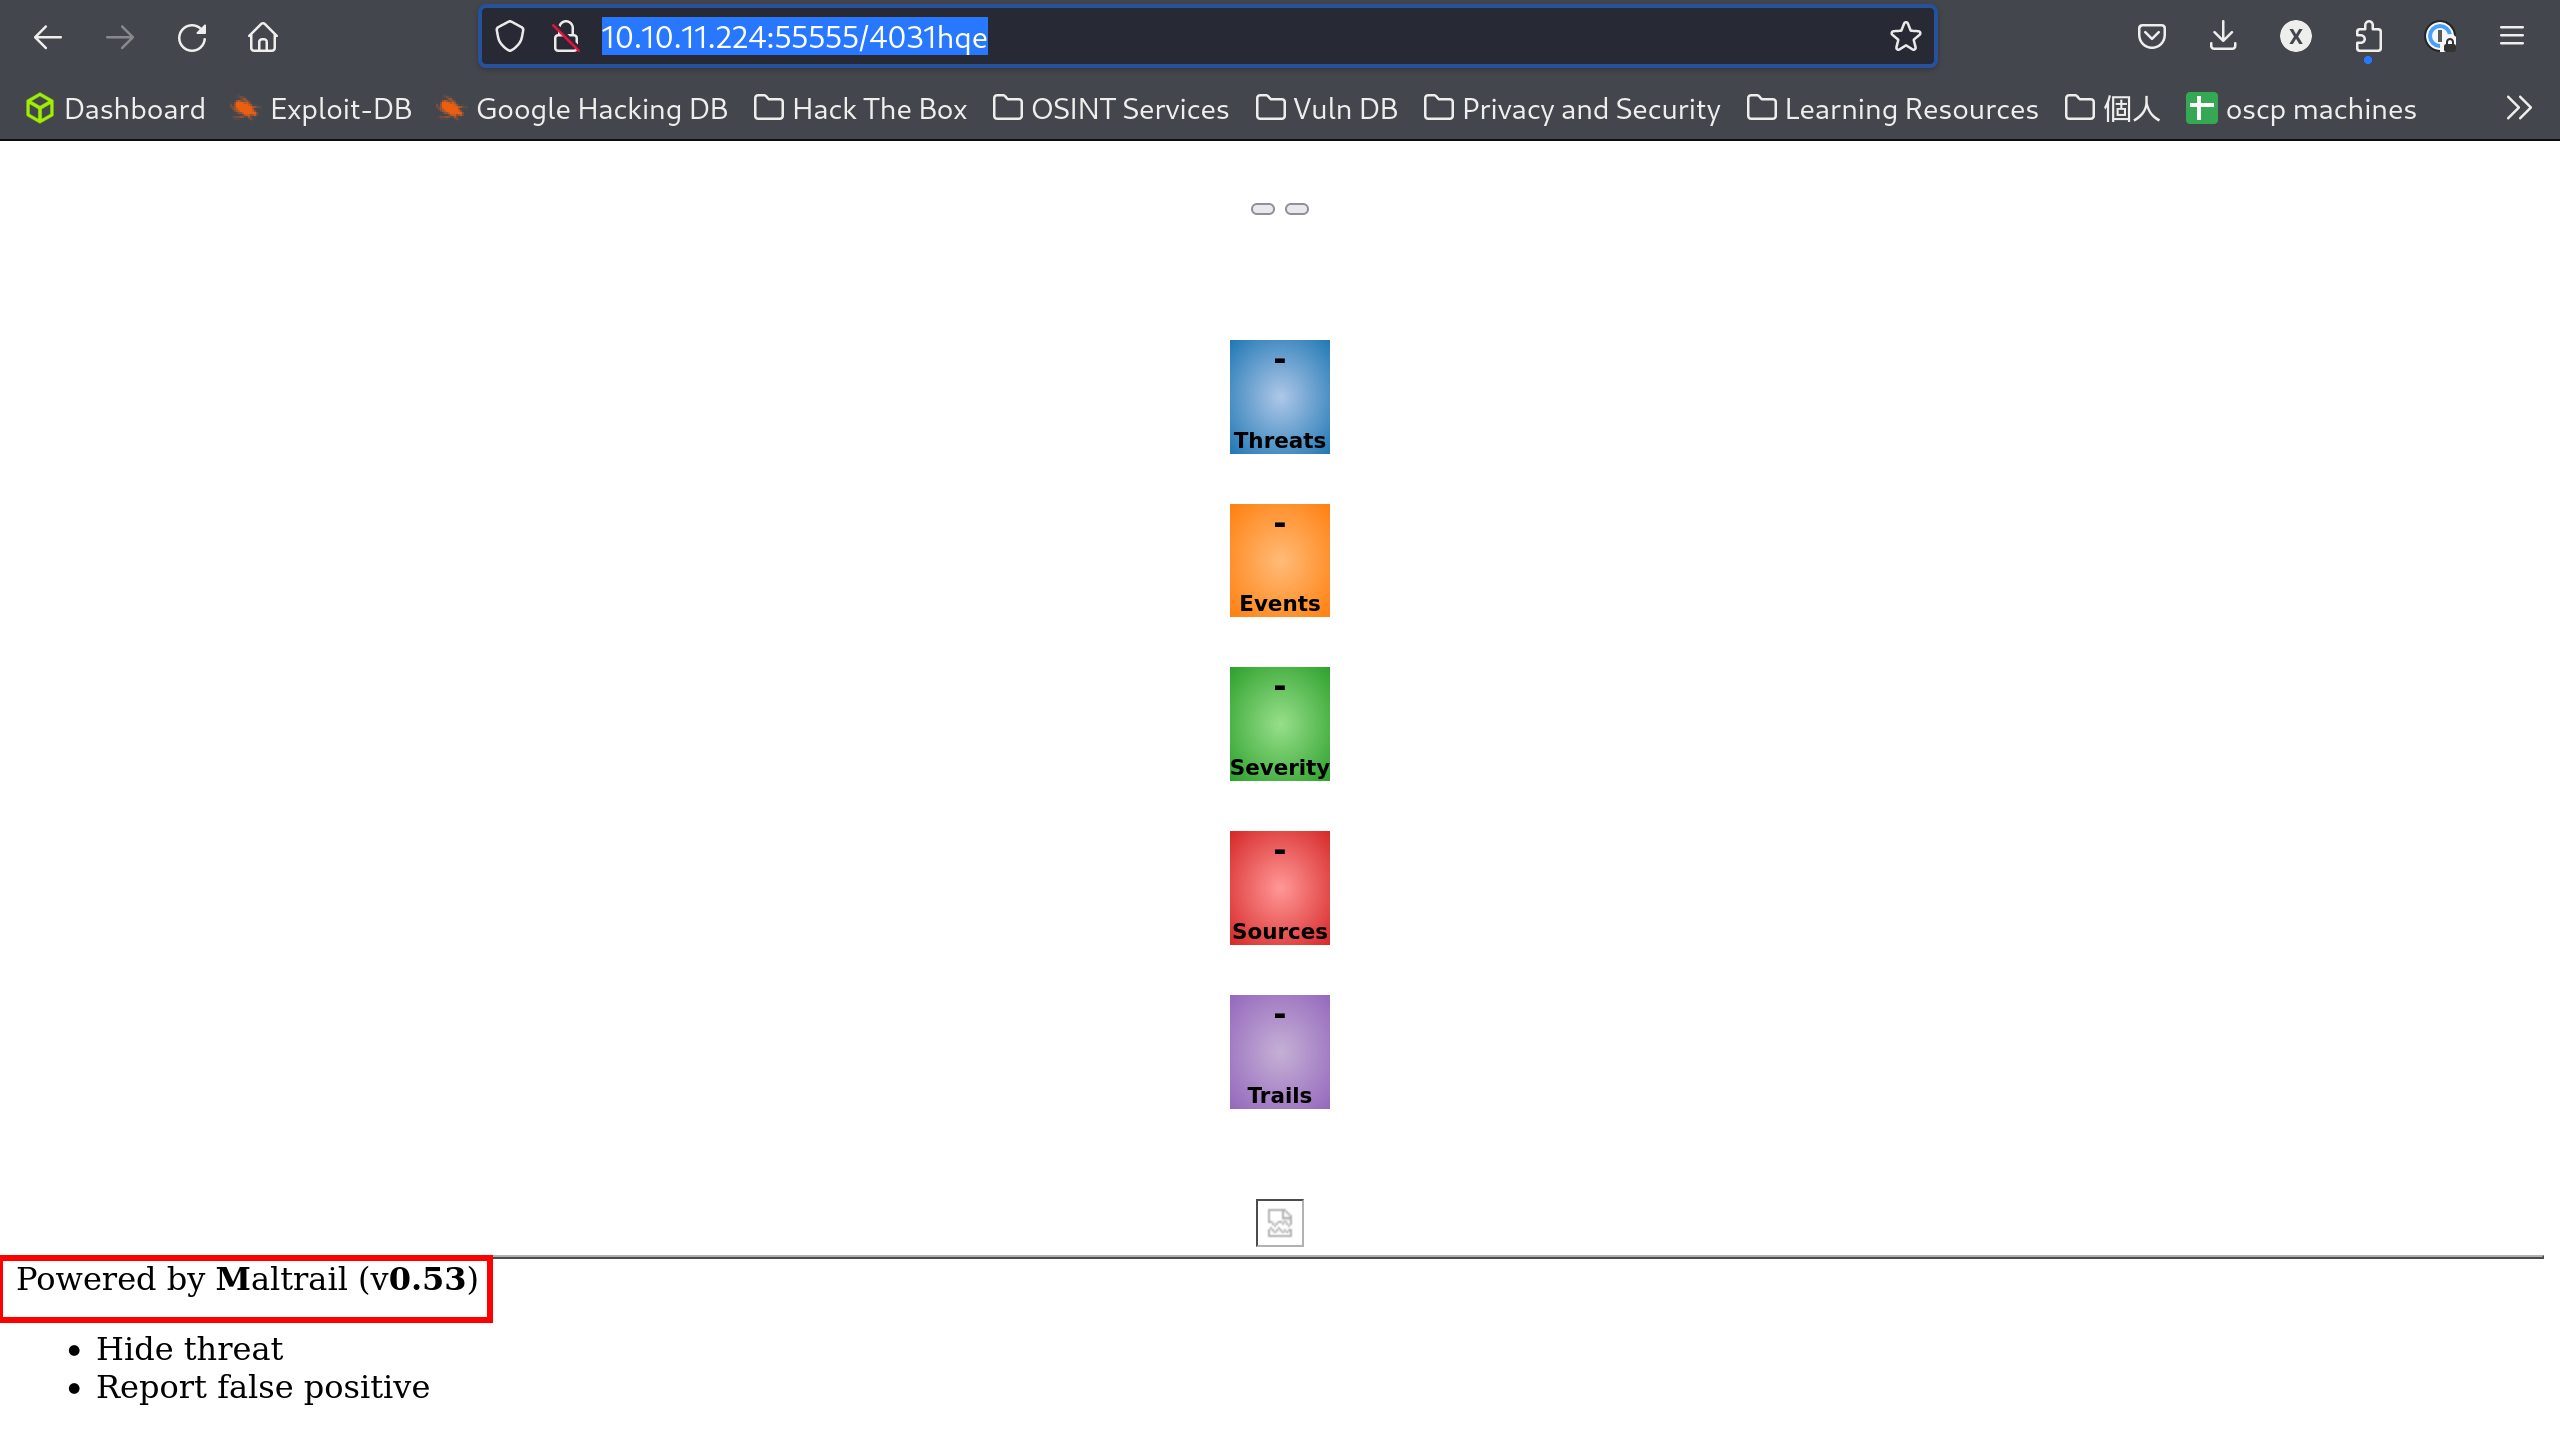 10.10.11.224:55555/4031hqe
Dashboard Exploit-DB Google Hacking DB Hack The Box OSINT Services Vuln DB Privacy and Security Learning Resources 個人 oscp machines
-
Threats
-
Events
-
Severity
-
Sources
-
Trails
Powered by Maltrail (v0.53)
• Hide threat
• Report false positive